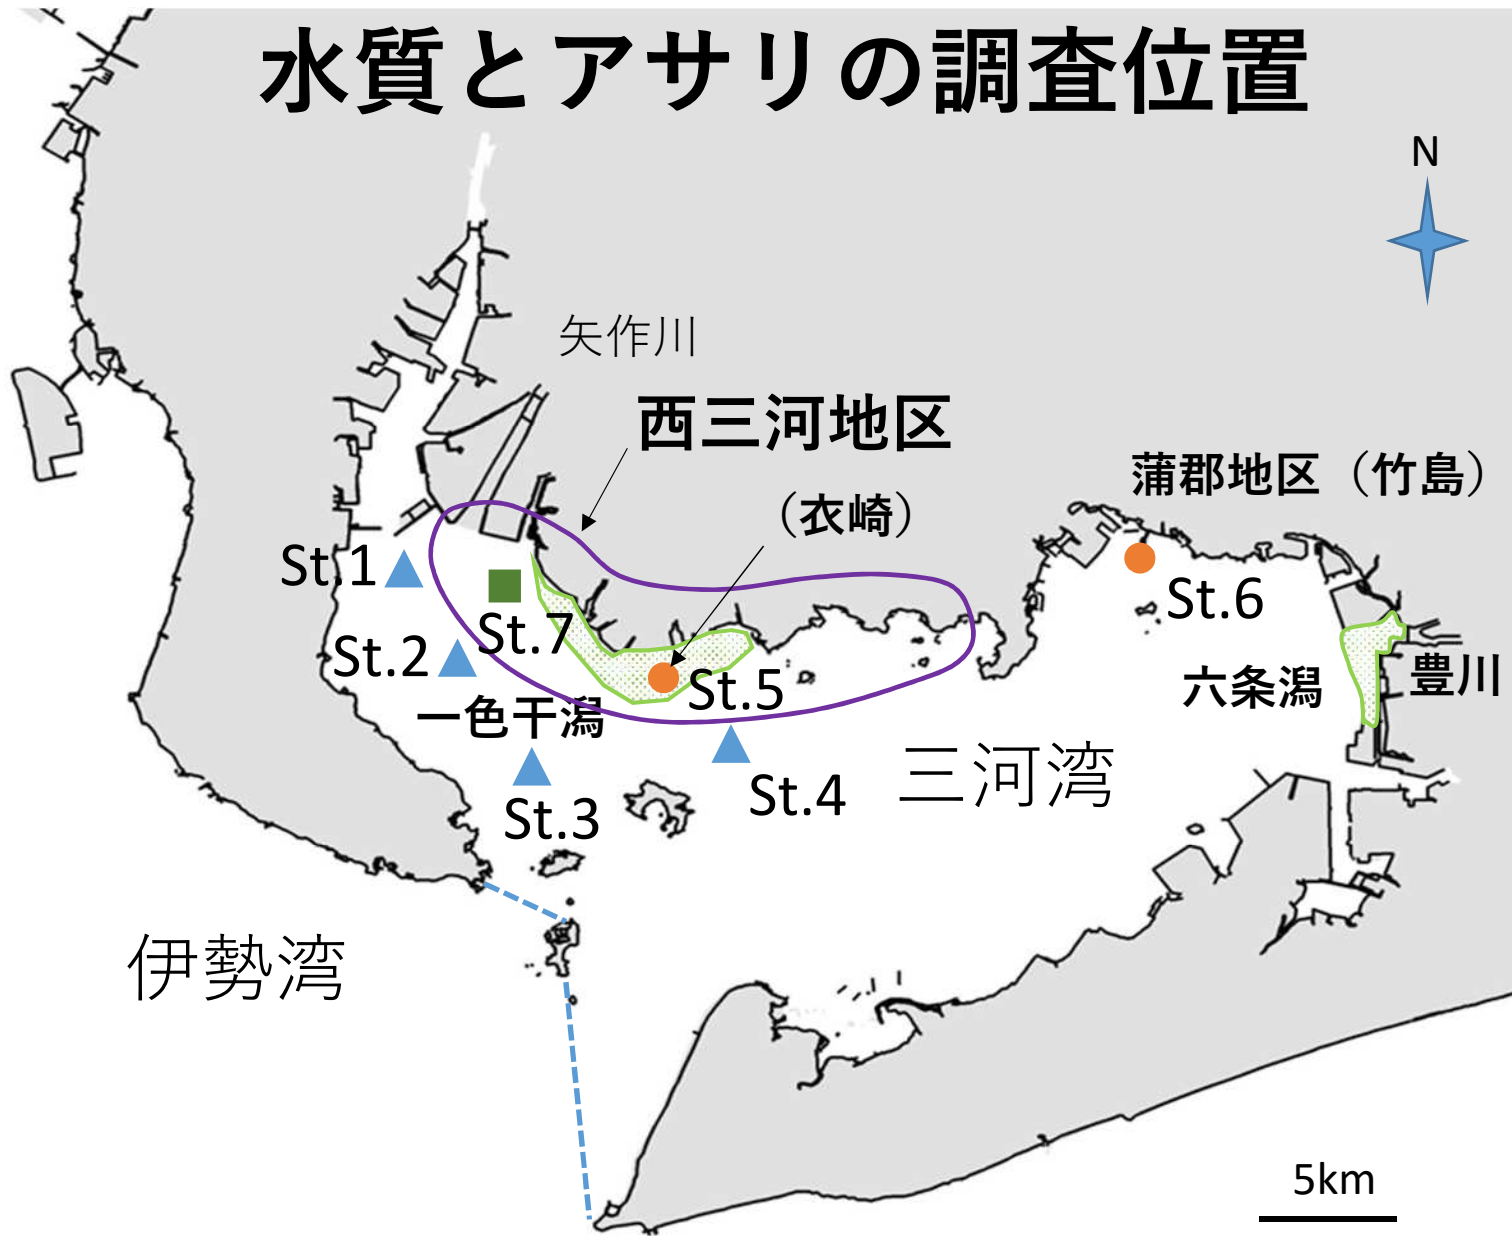 水質とアサリの調査位置
N
矢作川
西三河地区
（衣崎）
蒲郡地区（竹島）
St.1
St.7
St.6
St.2
St.5
六条潟
豊川
一色干潟
三河湾
St.4
St.3
伊勢湾
5km